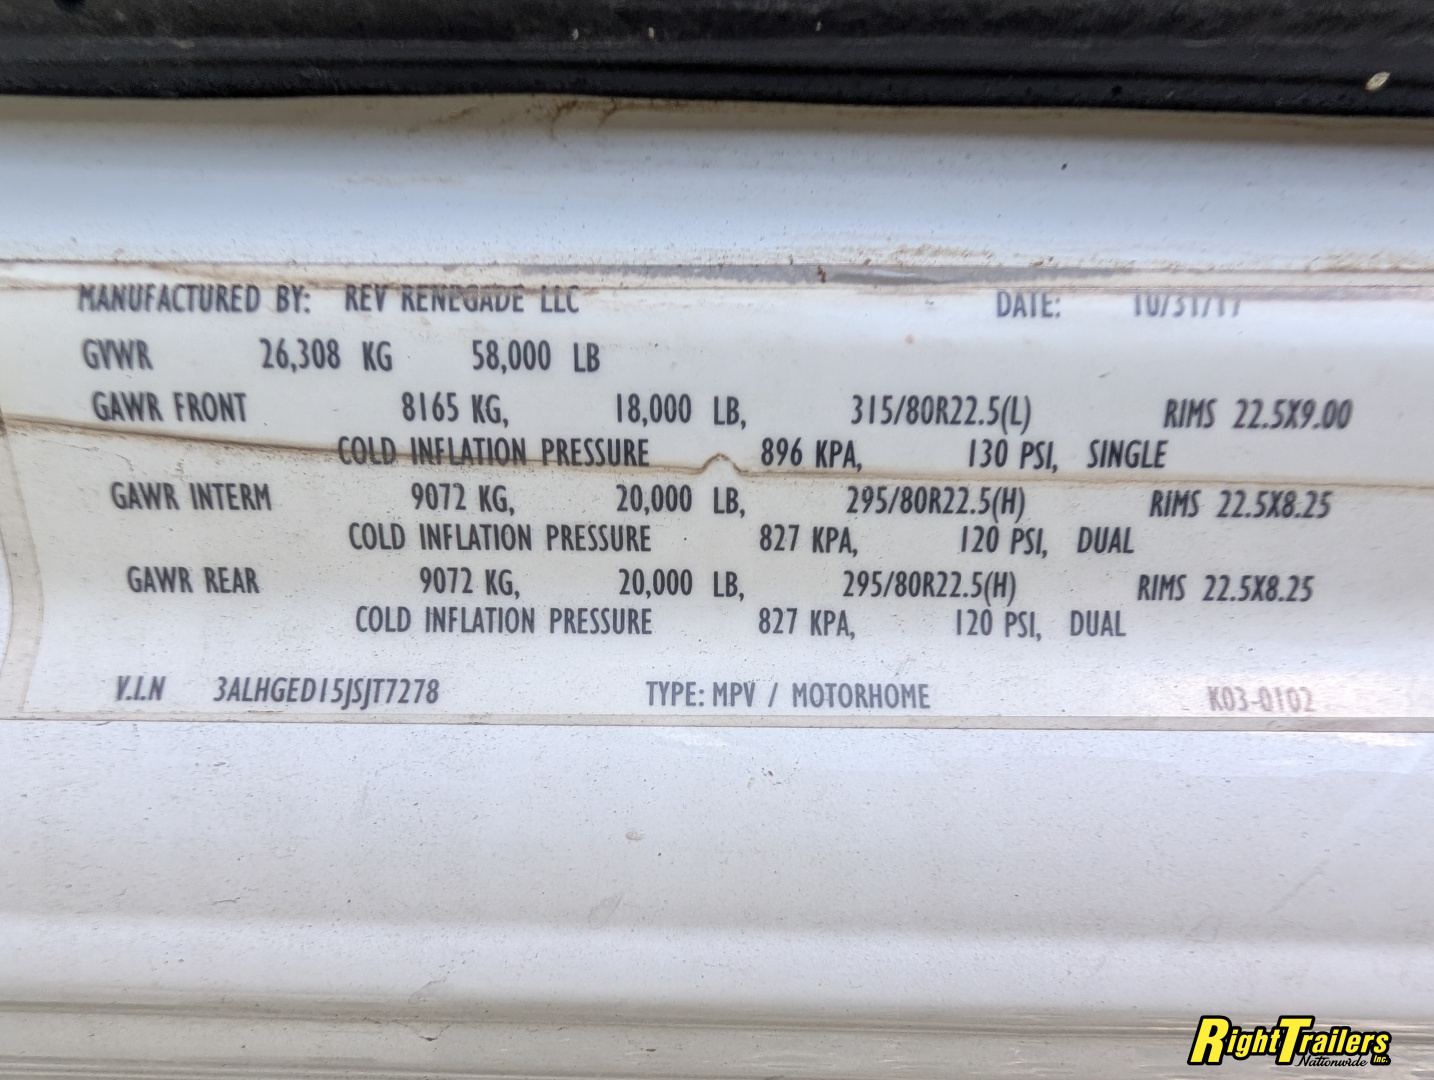 MANUFACTURED BY: REV RENEGADE LLC DATE: 10/31/17
GVWR 26,308 KG 58,000 LB
GAWR FRONT 8165 KG, 18,000 LB, 315/80R22.5(L) RIMS 22.5X9.00
COLD INFLATION PRESSURE 896 KPA, 130 PSI, SINGLE
GAWR INTERM 9072 KG, 20,000 LB, 295/80R22.5(H) RIMS 22.5X8.25
COLD INFLATION PRESSURE 827 KPA, 120 PSI, DUAL
GAWR REAR 9072 KG, 20,000 LB, 295/80R22.5(H) RIMS 22.5X8.25
COLD INFLATION PRESSURE 827 KPA, 120 PSI, DUAL
V.I.N 3ALHGED15JSJT7278 TYPE: MPV / MOTORHOME K03-0102
RightTrailers
Nationwide Inc.